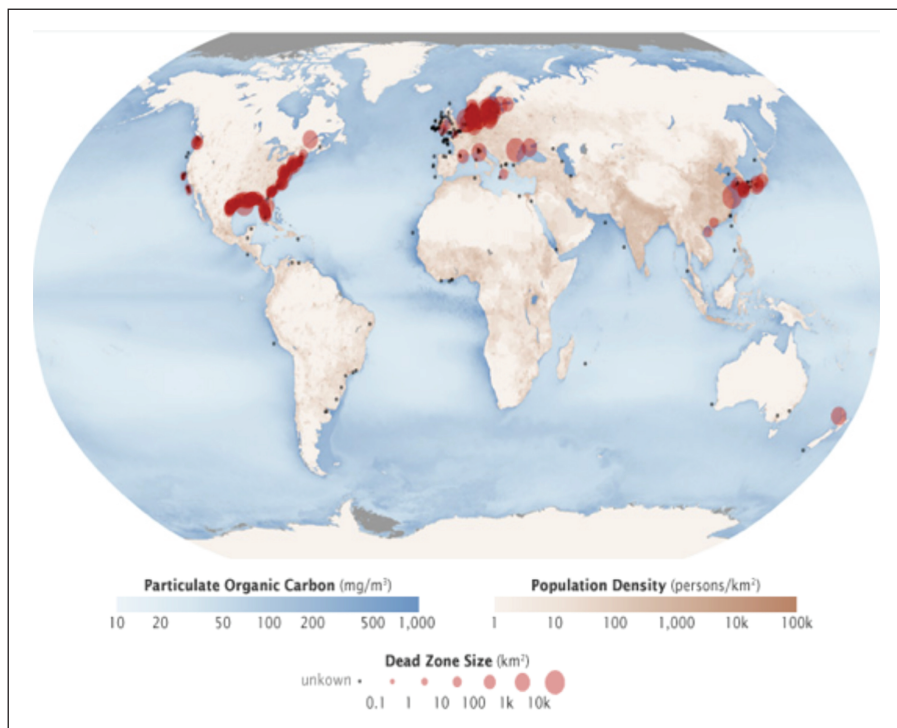 Particulate Organic Carbon (mg/m³)
10 20 50 100 200 500 1,000
Population Density (persons/km²)
1 10 100 1,000 10k 100k
Dead Zone Size (km²)
unkown
0.1 1 10 100 1k 10k